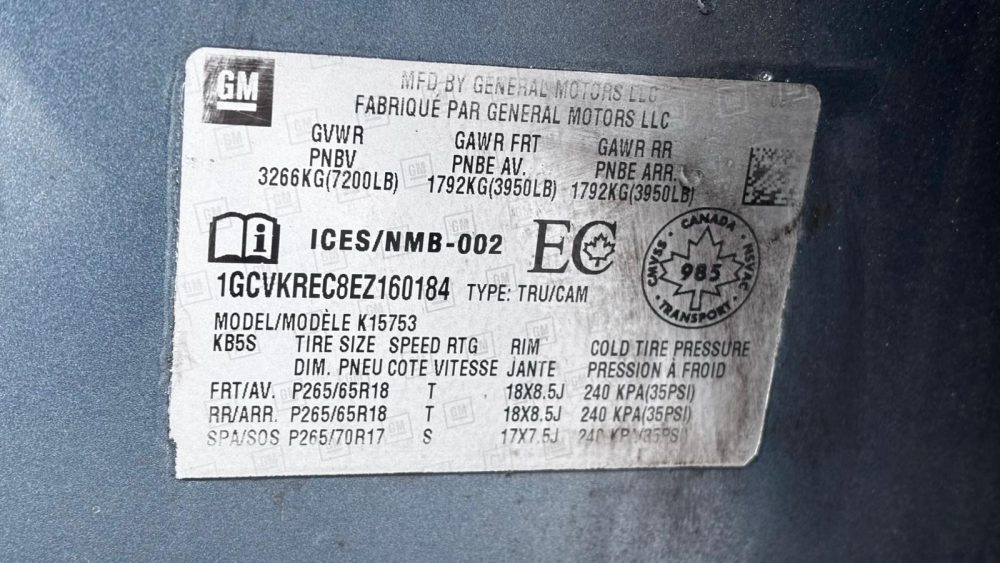 GM
MFD BY GENERAL MOTORS LLC
FABRIQUÉ PAR GENERAL MOTORS LLC
GVWR GAWR FRT GAWR RR
PNBV PNBE AV. PNBE ARR.
3266KG(7200LB) 1792KG(3950LB) 1792KG(3950LB)
i ICES/NMB-002 EC
CANADA
CMVSS 985 NSVAC
TRANSPORT
1GCVKREC8EZ160184 TYPE: TRU/CAM
MODEL/MODÈLE K15753
KB5S TIRE SIZE SPEED RTG RIM COLD TIRE PRESSURE
DIM. PNEU COTE VITESSE JANTE PRESSION À FROID
FRT/AV. P265/65R18 T 18X8.5J 240 KPA(35PSI)
RR/ARR. P265/65R18 T 18X8.5J 240 KPA(35PSI)
SPA/SOS P265/70R17 S 17X7.5J 240 KPA(35PSI)